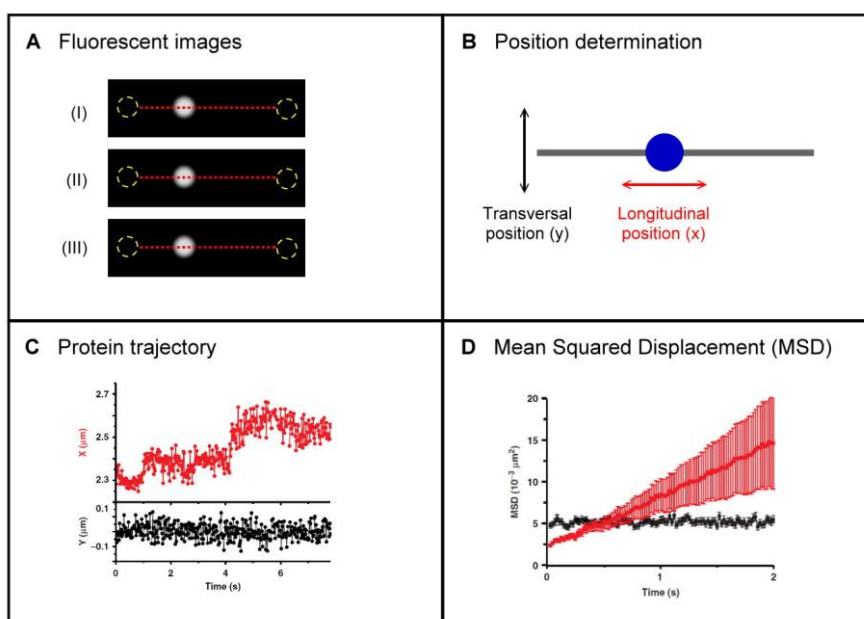 A Fluorescent images
(I)
(II)
(III)
B Position determination
Transversal
position (y)
Longitudinal
position (x)
C Protein trajectory
X (μm)
2.7
2.5
2.3
Y (μm)
0.1
−0.1
0 2 4 6
Time (s)
D Mean Squared Displacement (MSD)
MSD (10⁻³ μm²)
20
15
10
5
0
0 1 2
Time (s)